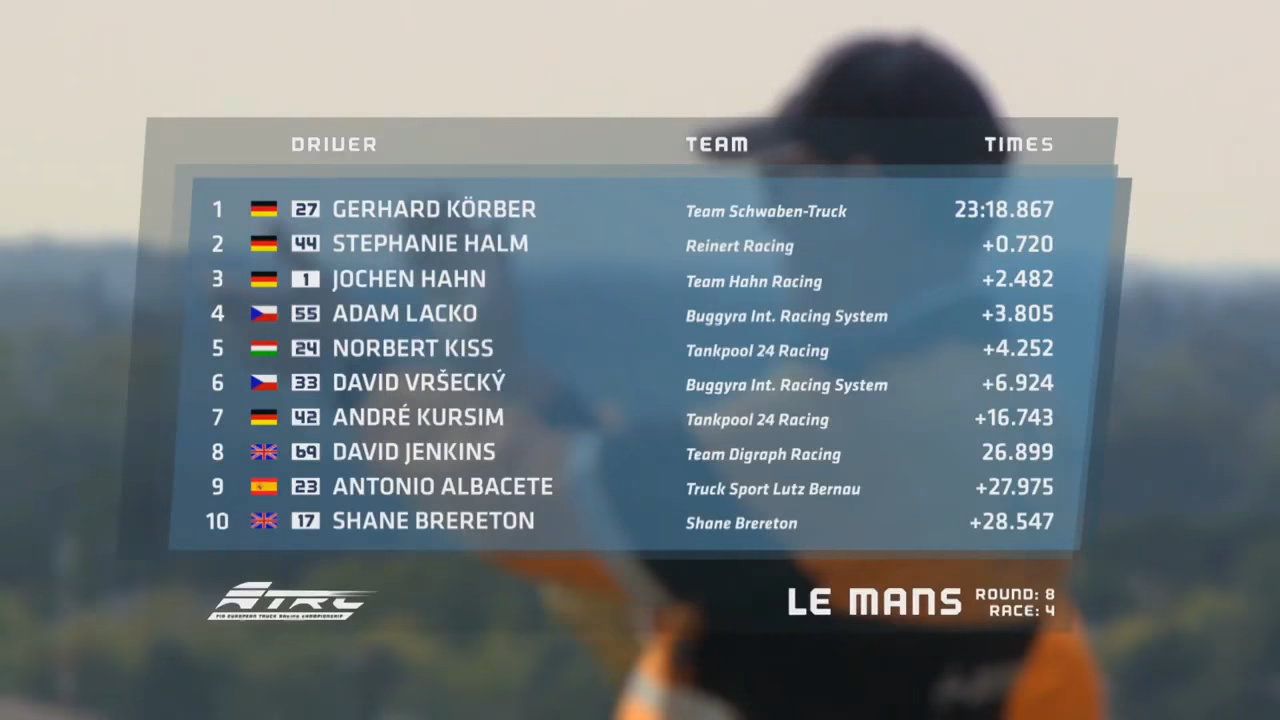 DRIVER TEAM TIMES
1 27 GERHARD KÖRBER Team Schwaben-Truck 23:18.867
2 44 STEPHANIE HALM Reinert Racing +0.720
3 1 JOCHEN HAHN Team Hahn Racing +2.482
4 55 ADAM LACKO Buggyra Int. Racing System +3.805
5 24 NORBERT KISS Tankpool 24 Racing +4.252
6 33 DAVID VRŠECKÝ Buggyra Int. Racing System +6.924
7 42 ANDRÉ KURSIM Tankpool 24 Racing +16.743
8 69 DAVID JENKINS Team Digraph Racing 26.899
9 23 ANTONIO ALBACETE Truck Sport Lutz Bernau +27.975
10 17 SHANE BRERETON Shane Brereton +28.547
ETRC
FIA EUROPEAN TRUCK RACING CHAMPIONSHIP
LE MANS ROUND: 8
RACE: 4